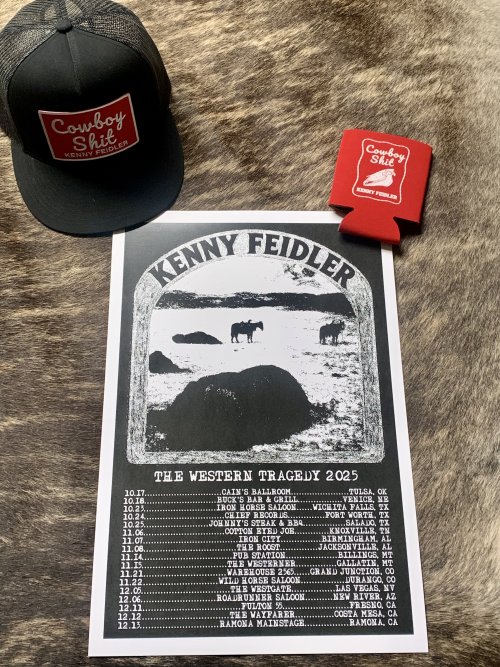 Cowboy
Shit
KENNY FEIDLER
Cowboy
Shit
KENNY FEIDLER
KENNY FEIDLER
THE WESTERN TRAGEDY 2025
10.17......CAIN'S BALLROOM......TULSA, OK
10.18......BUCK'S BAR & GRILL......VENICE, NE
10.23......IRON HORSE SALOON......WICHITA FALLS, TX
10.24......CHIEF RECORDS......FORT WORTH, TX
10.25......JOHNNY'S STEAK & BBQ......SALADO, TX
11.06......COTTON EYED JOE......KNOXVILLE, TN
11.07......IRON CITY......BIRMINGHAM, AL
11.08......THE ROOST......JACKSONVILLE, AL
11.14......PUB STATION......BILLINGS, MT
11.15......THE WESTERNER......GALLATIN, MT
11.21......WAREHOUSE 2565......GRAND JUNCTION, CO
11.22......WILD HORSE SALOON......DURANGO, CO
12.05......THE WESTGATE......LAS VEGAS, NV
12.06......ROADRUNNER SALOON......NEW RIVER, AZ
12.11......FULTON 55......FRESNO, CA
12.12......THE WAYFARER......COSTA MESA, CA
12.13......RAMONA MAINSTAGE......RAMONA, CA